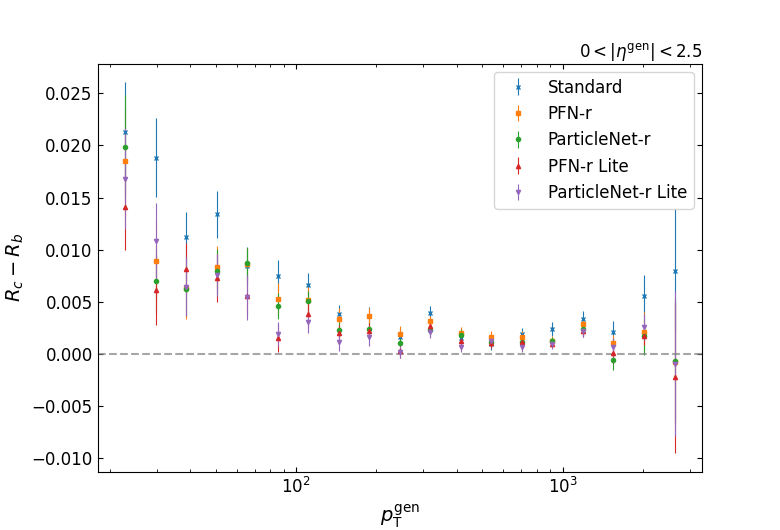 0 < |η^gen| < 2.5
Standard
PFN-r
ParticleNet-r
PFN-r Lite
ParticleNet-r Lite
0.025
0.020
0.015
0.010
0.005
0.000
−0.005
−0.010
R_c − R_b
10^2
10^3
p_T^gen